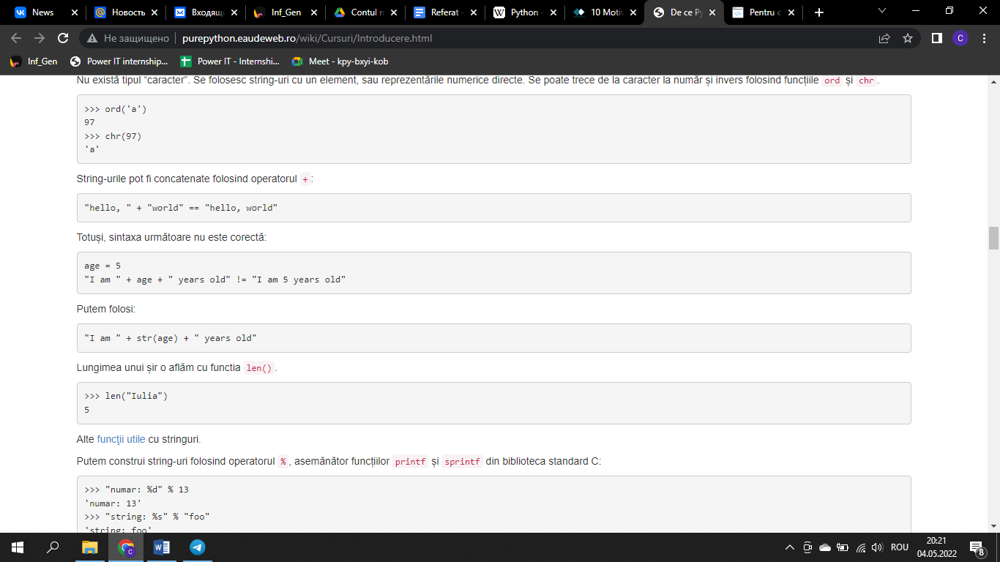 News
Новость
Входящ
Inf_Gen
Contul
Referat
Python
10 Motiv
De ce Py
Pentru c
Не защищено
purepython.eaudeweb.ro/wiki/Cursuri/Introducere.html
C
Inf_Gen
Power IT internship...
Power IT - Internshi...
Meet - kpy-bxyi-kob
Nu există tipul “caracter”. Se folosesc string-uri cu un element, sau reprezentările numerice directe. Se poate trece de la caracter la număr și invers folosind funcțiile ord și chr.
>>> ord('a')
97
>>> chr(97)
'a'
String-urile pot fi concatenate folosind operatorul +:
"hello, " + "world" == "hello, world"
Totuși, sintaxa următoare nu este corectă:
age = 5
"I am " + age + " years old" != "I am 5 years old"
Putem folosi:
"I am " + str(age) + " years old"
Lungimea unui șir o aflăm cu functia len().
>>> len("Iulia")
5
Alte funcţii utile cu stringuri.
Putem construi string-uri folosind operatorul %, asemănător funcțiilor printf și sprintf din biblioteca standard C:
>>> "numar: %d" % 13
'numar: 13'
>>> "string: %s" % "foo"
'string: foo'
ROU
20:21
04.05.2022
8